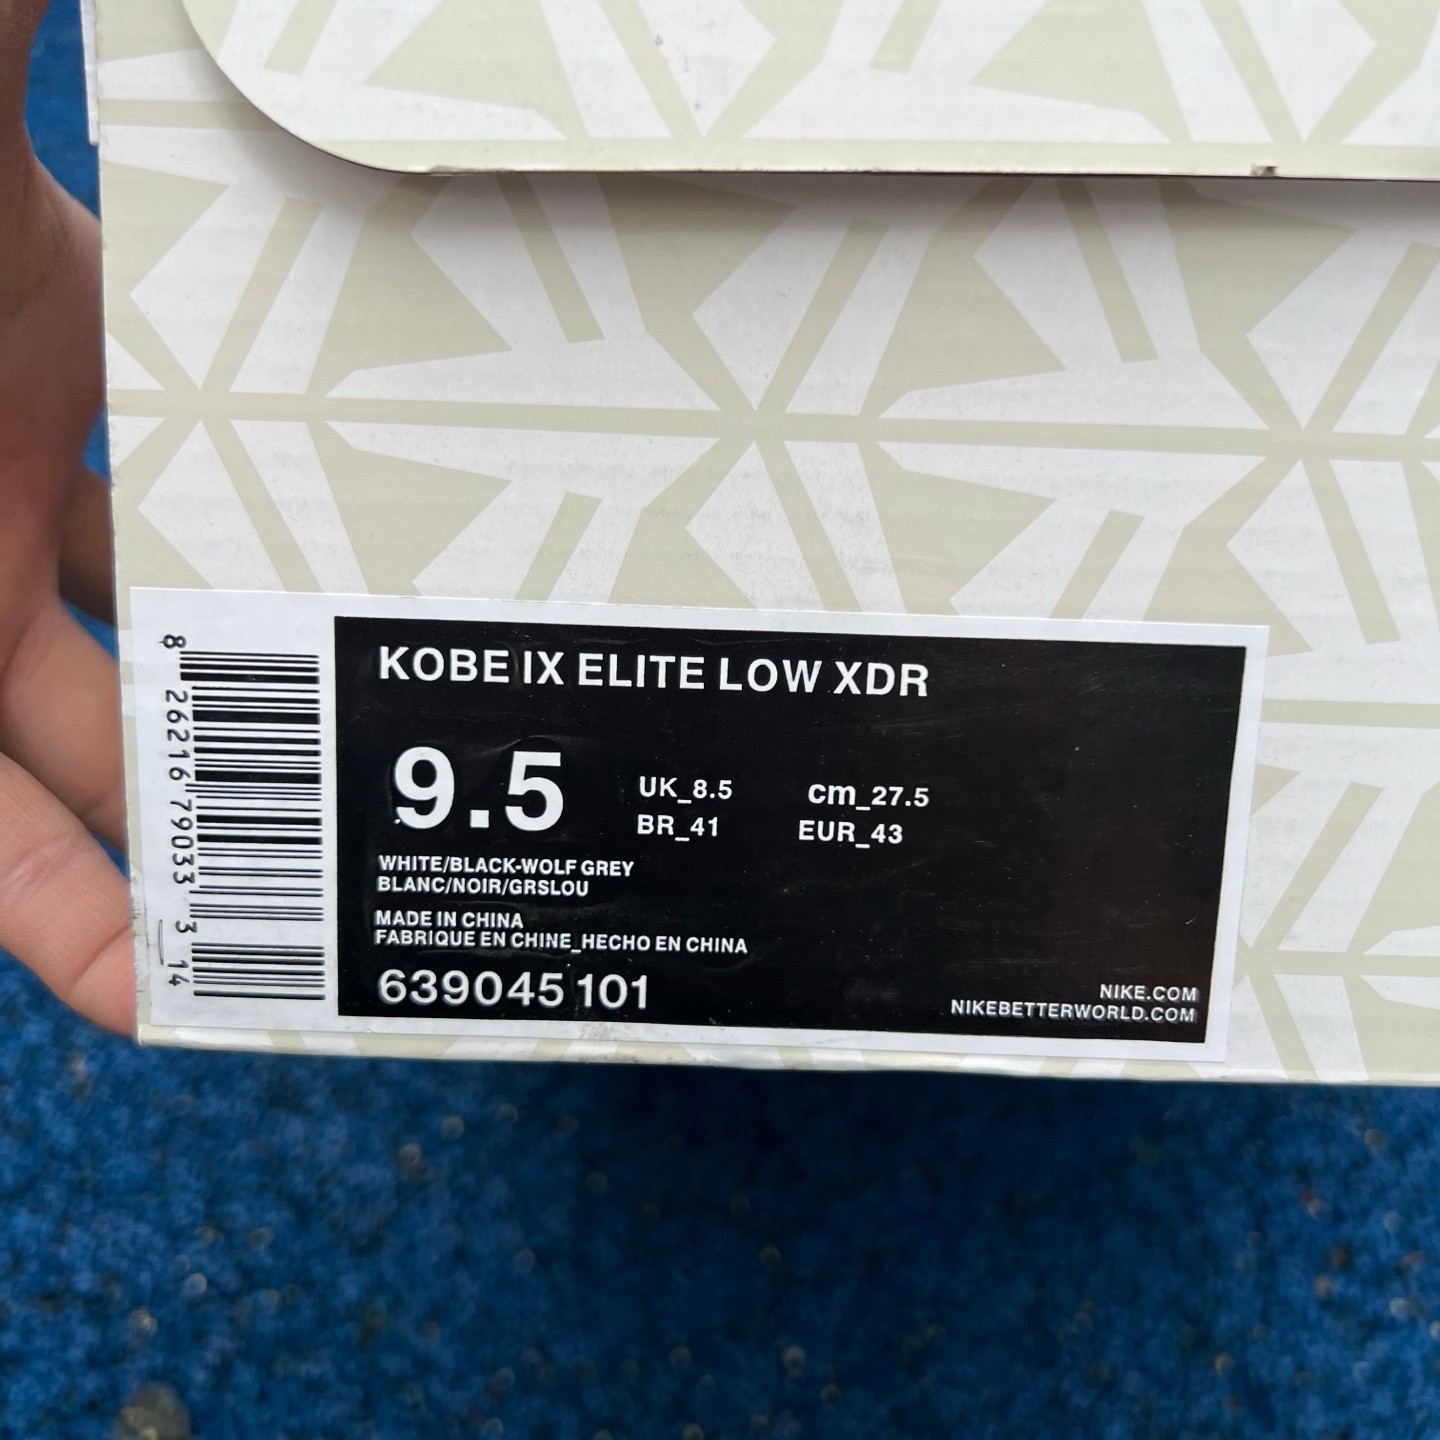 KOBE IX ELITE LOW XDR
9.5
UK_8.5 cm_27.5
BR_41 EUR_43
WHITE/BLACK-WOLF GREY
BLANC/NOIR/GRSLOU
MADE IN CHINA
FABRIQUE EN CHINE_HECHO EN CHINA
639045 101
NIKE.COM
NIKEBETTERWORLD.COM
8 26216 79033 3 14